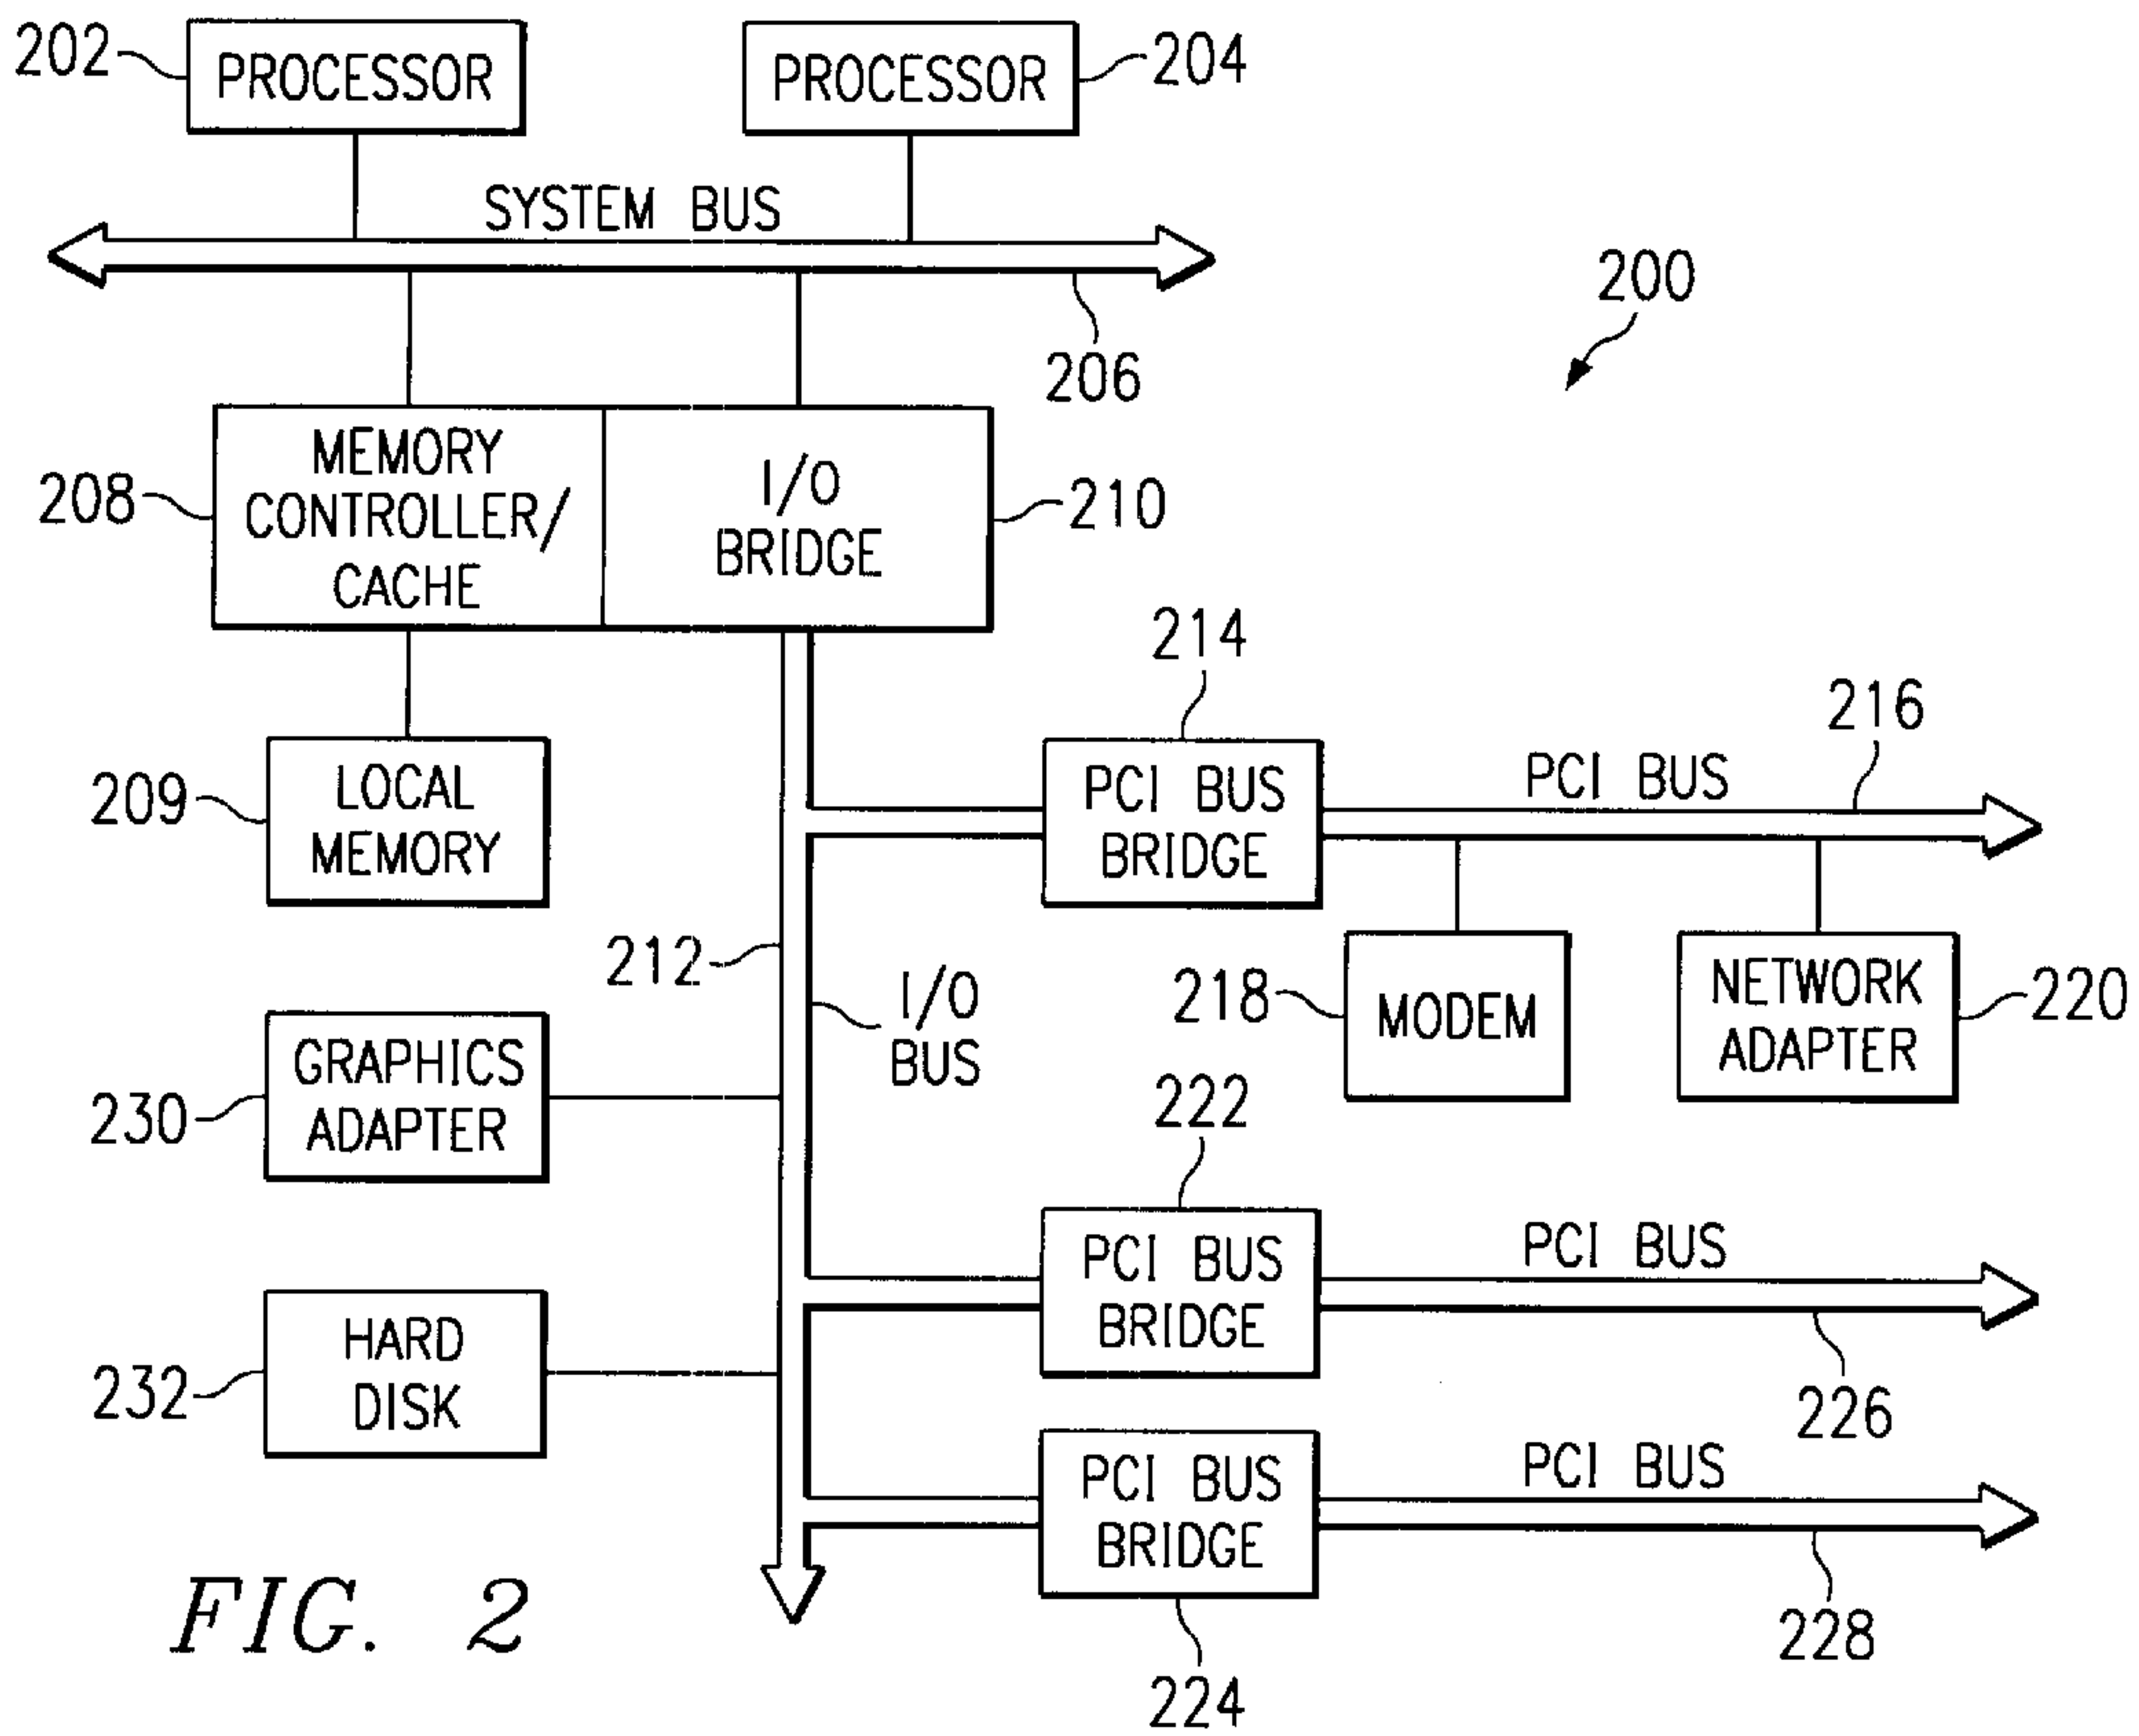 202
PROCESSOR
PROCESSOR
204
SYSTEM BUS
206
200
208
MEMORY
CONTROLLER/
CACHE
I/O
BRIDGE
210
214
216
209
LOCAL
MEMORY
PCI BUS
BRIDGE
PCI BUS
212
I/O
BUS
218
MODEM
NETWORK
ADAPTER
220
230
GRAPHICS
ADAPTER
222
PCI BUS
BRIDGE
PCI BUS
226
232
HARD
DISK
PCI BUS
BRIDGE
PCI BUS
228
224
FIG. 2